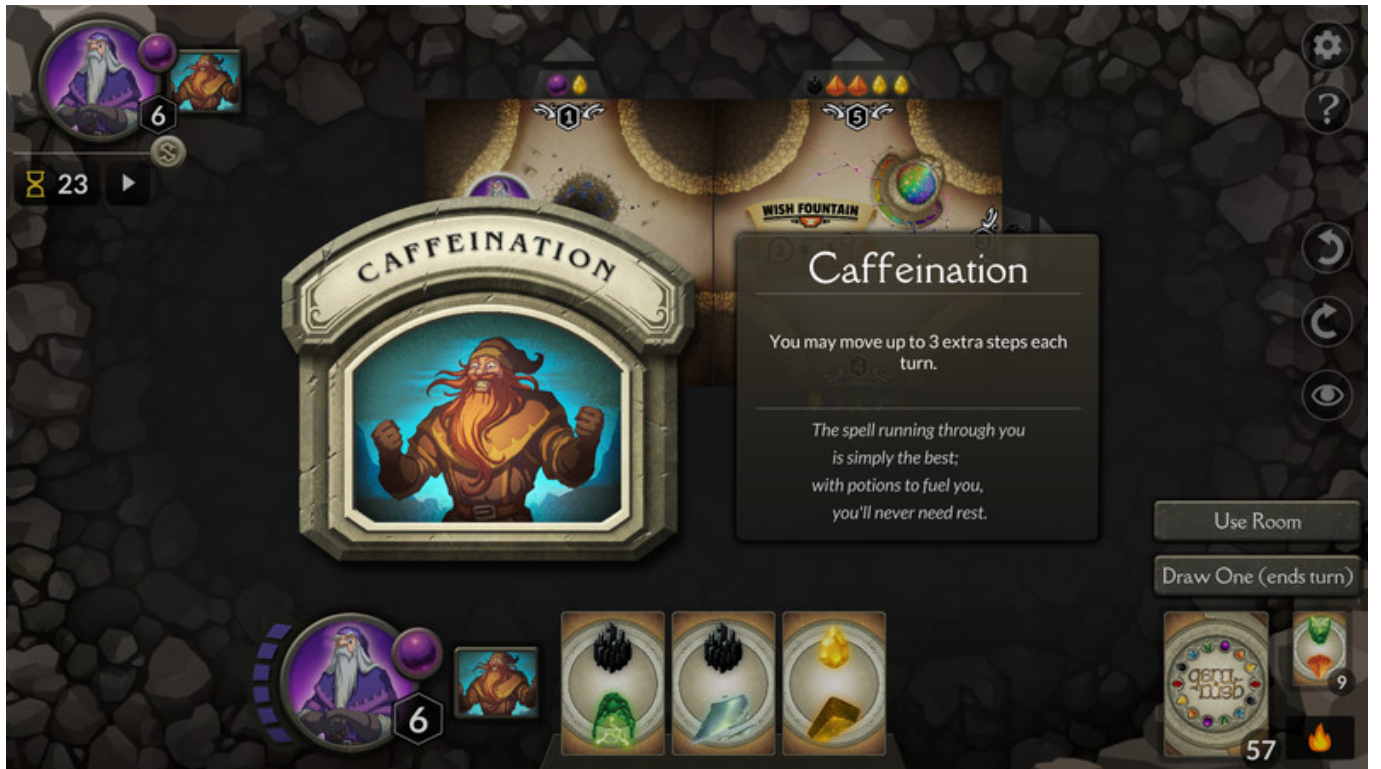 6
23
1
5
WISH FOUNTAIN
CAFFEINATION
Caffeination
You may move up to 3 extra steps each
turn.
The spell running through you
is simply the best;
with potions to fuel you,
you'll never need rest.
?
Use Room
Draw One (ends turn)
6
9
57